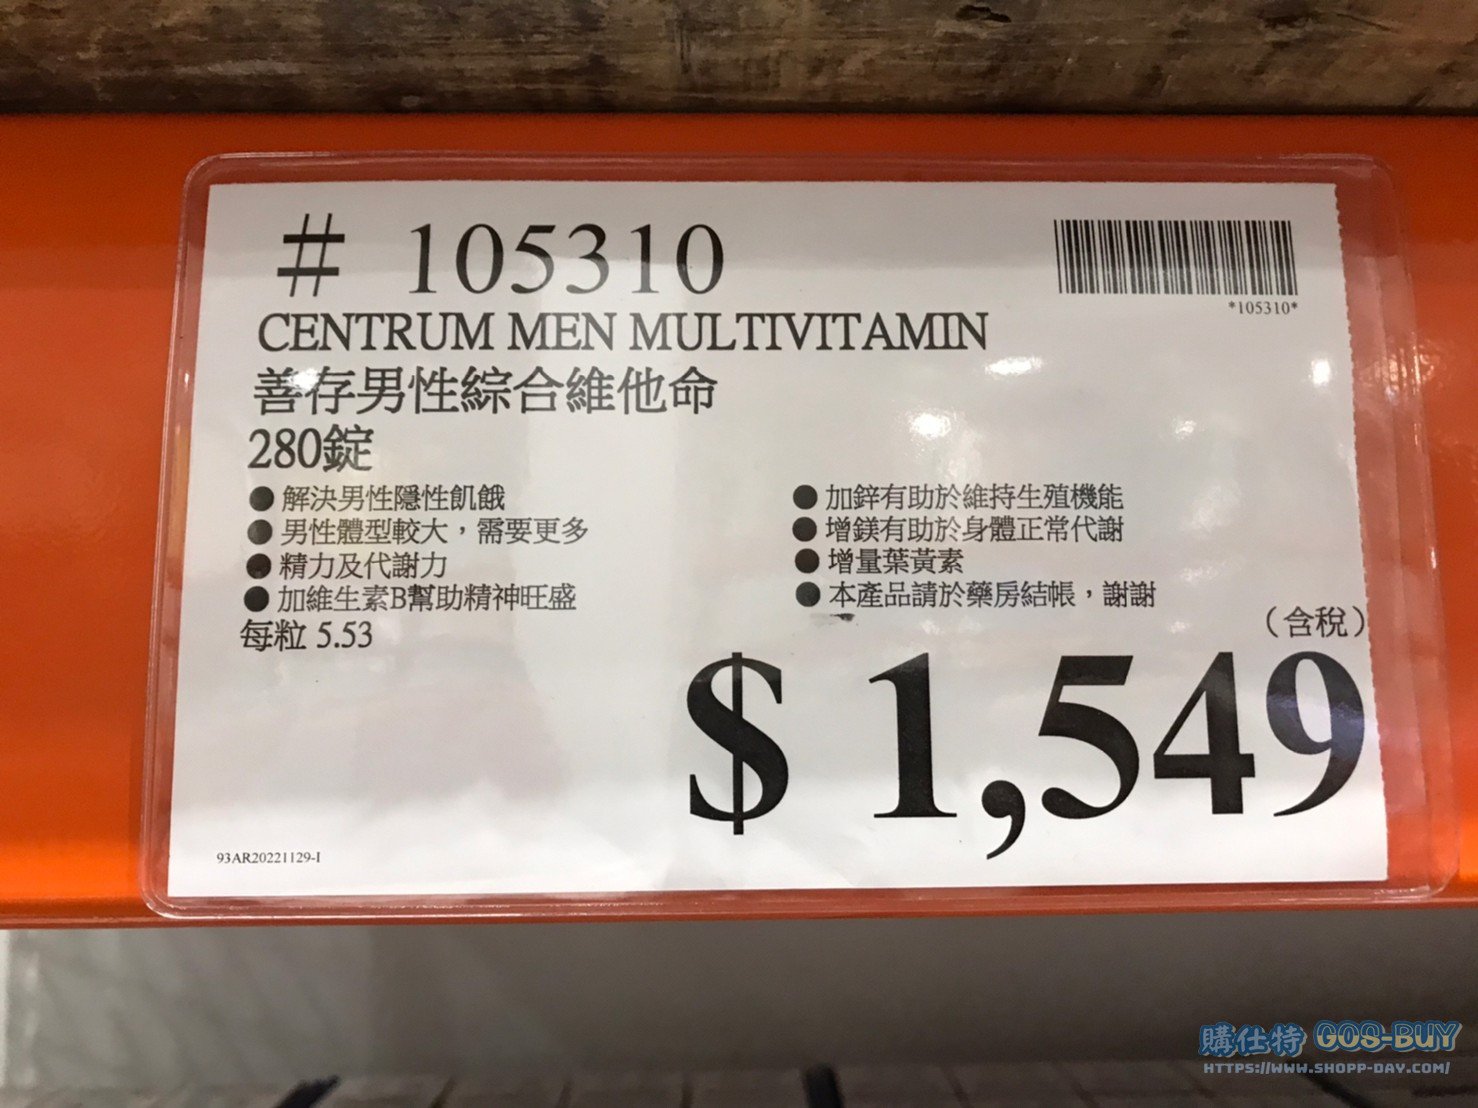 # 105310
*105310*
CENTRUM MEN MULTIVITAMIN
善存男性綜合維他命
280錠
● 解決男性隱性飢餓
● 男性體型較大，需要更多
● 精力及代謝力
● 加維生素B幫助精神旺盛
● 加鋅有助於維持生殖機能
● 增鎂有助於身體正常代謝
● 增量葉黃素
● 本產品請於藥房結帳，謝謝
每粒 5.53
（含稅）
$ 1,549
93AR20221129-I
購仕特 GOS-BUY
HTTPS://WWW.SHOPP-DAY.COM/